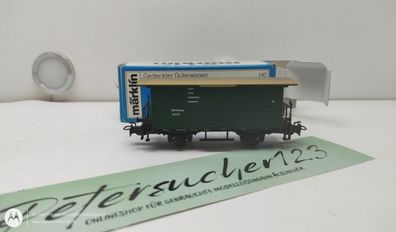 märklin
Gedeckter Güterwagen H0
Petersucher123
ONLINESHOP FÜR GEBRAUCHTE MODELLEISENBAHN & ZUBEHÖR